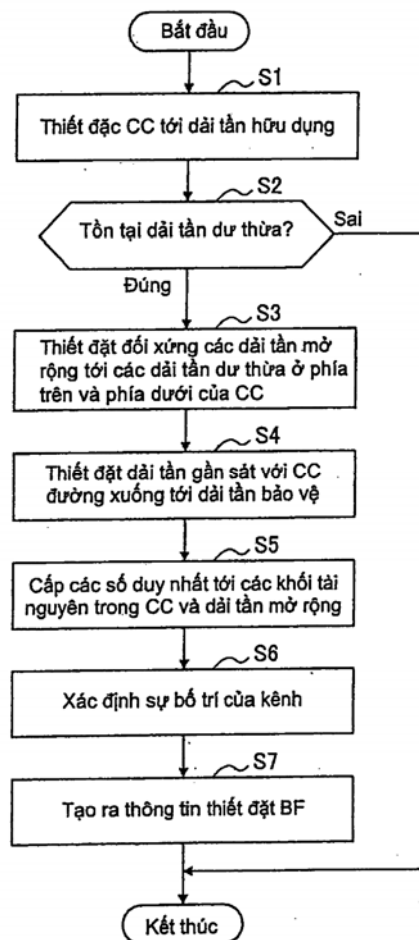 Bắt đầu
S1
Thiết đặc CC tới dải tần hữu dụng
S2
Tồn tại dải tần dư thừa?
Sai
Đúng
S3
Thiết đặt đối xứng các dải tần mở
rộng tới các dải tần dư thừa ở phía
trên và phía dưới của CC
S4
Thiết đặt dải tần gần sát với CC
đường xuống tới dải tần bảo vệ
S5
Cấp các số duy nhất tới các khối tài
nguyên trong CC và dải tần mở rộng
S6
Xác định sự bố trí của kênh
S7
Tạo ra thông tin thiết đặt BF
Kết thúc